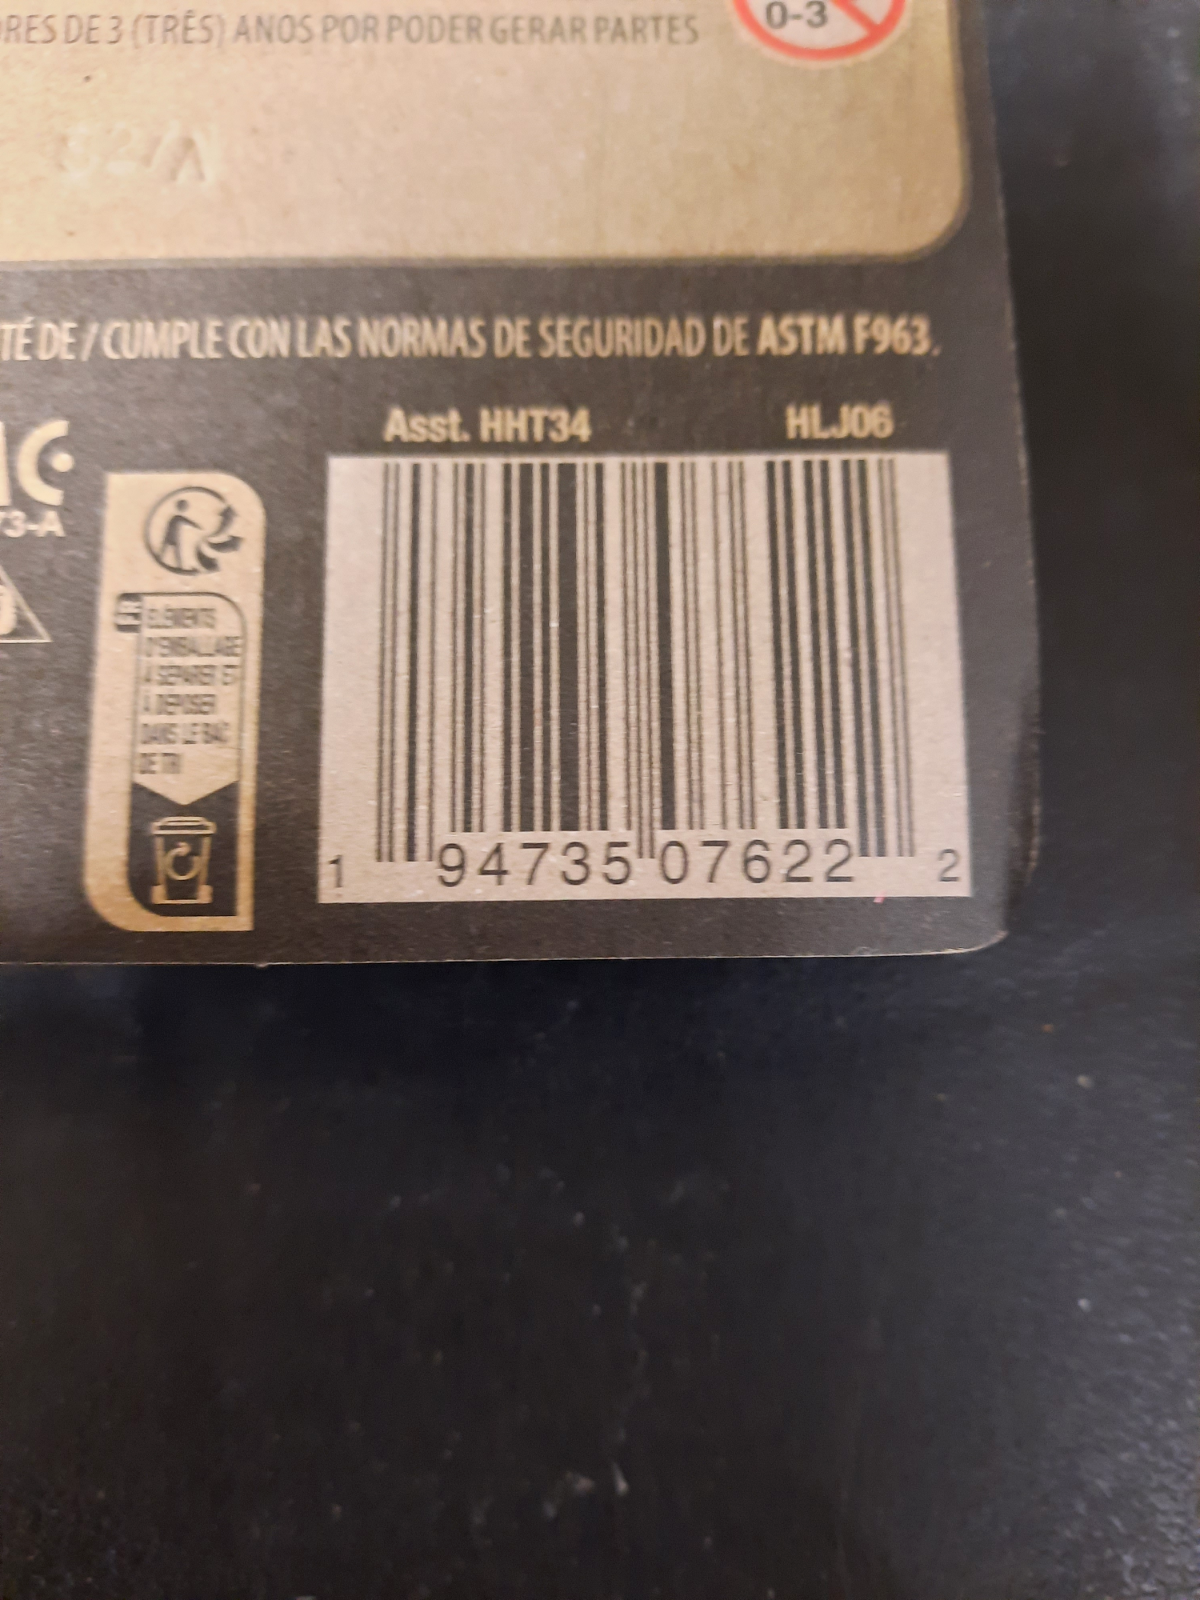 ORES DE 3 (TRÊS) ANOS POR PODER GERAR PARTES
0-3
TÉ DE / CUMPLE CON LAS NORMAS DE SEGURIDAD DE ASTM F963.
Asst. HHT34 HLJ06
73-A
FR
ÉLÉMENTS
D'EMBALLAGE
À SÉPARER ET
À DÉPOSER
DANS LE BAC
DE TRI
1 94735 07622 2